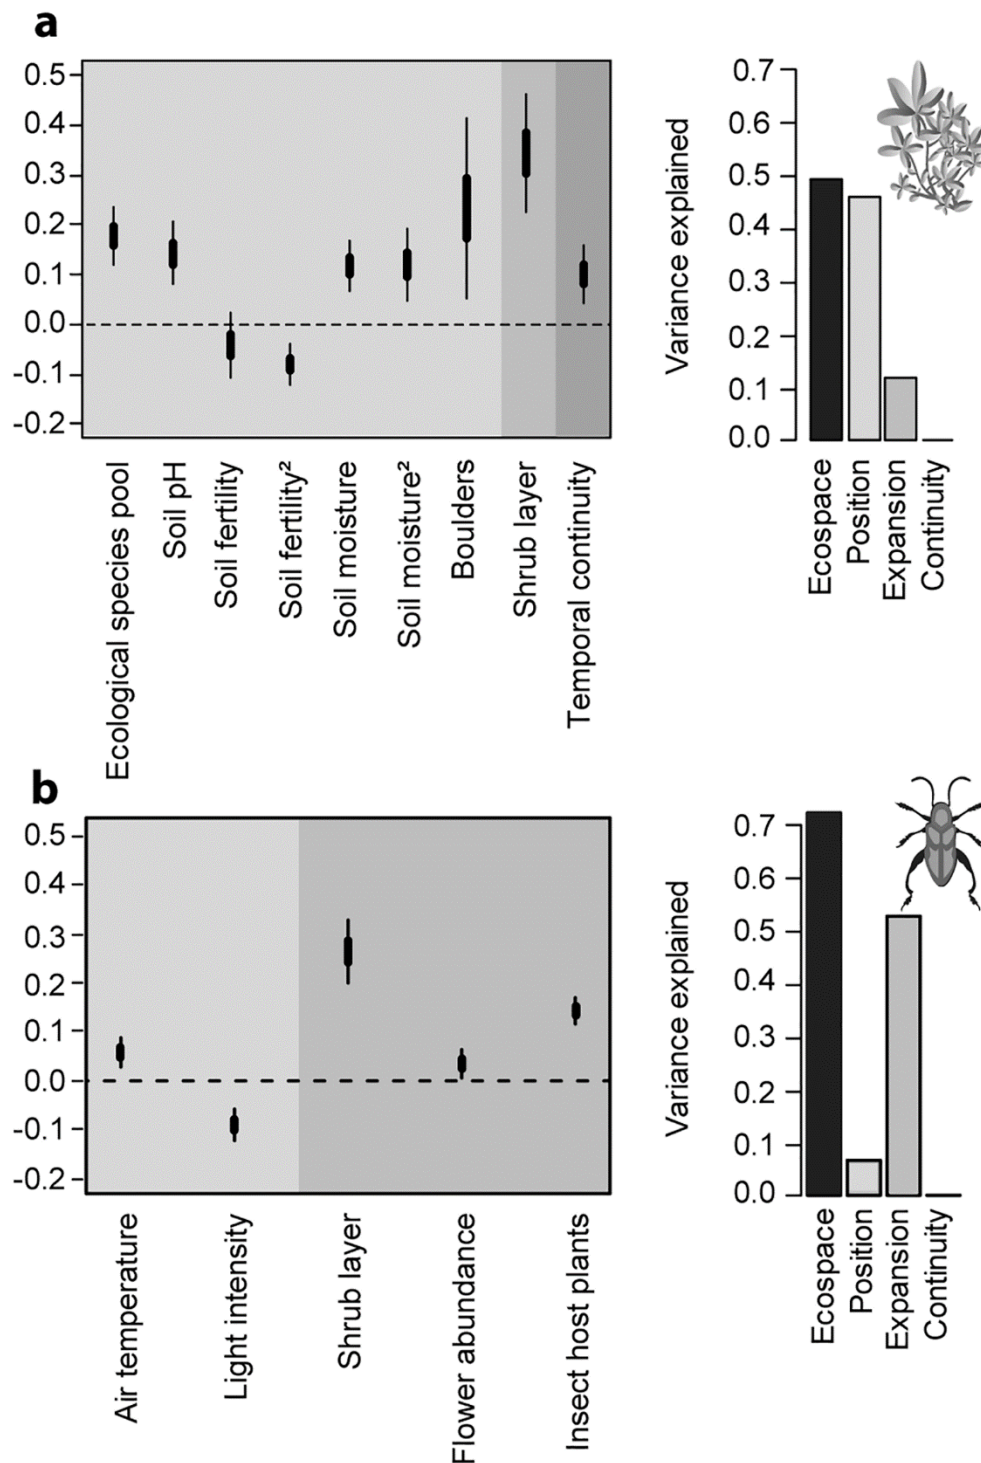 a
0.5
0.4
0.3
0.2
0.1
0.0
-0.1
-0.2
Ecological species pool
Soil pH
Soil fertility
Soil fertility²
Soil moisture
Soil moisture²
Boulders
Shrub layer
Temporal continuity
Variance explained
0.7
0.6
0.5
0.4
0.3
0.2
0.1
0.0
Ecospace
Position
Expansion
Continuity
b
0.5
0.4
0.3
0.2
0.1
0.0
-0.1
-0.2
Air temperature
Light intensity
Shrub layer
Flower abundance
Insect host plants
Variance explained
0.7
0.6
0.5
0.4
0.3
0.2
0.1
0.0
Ecospace
Position
Expansion
Continuity